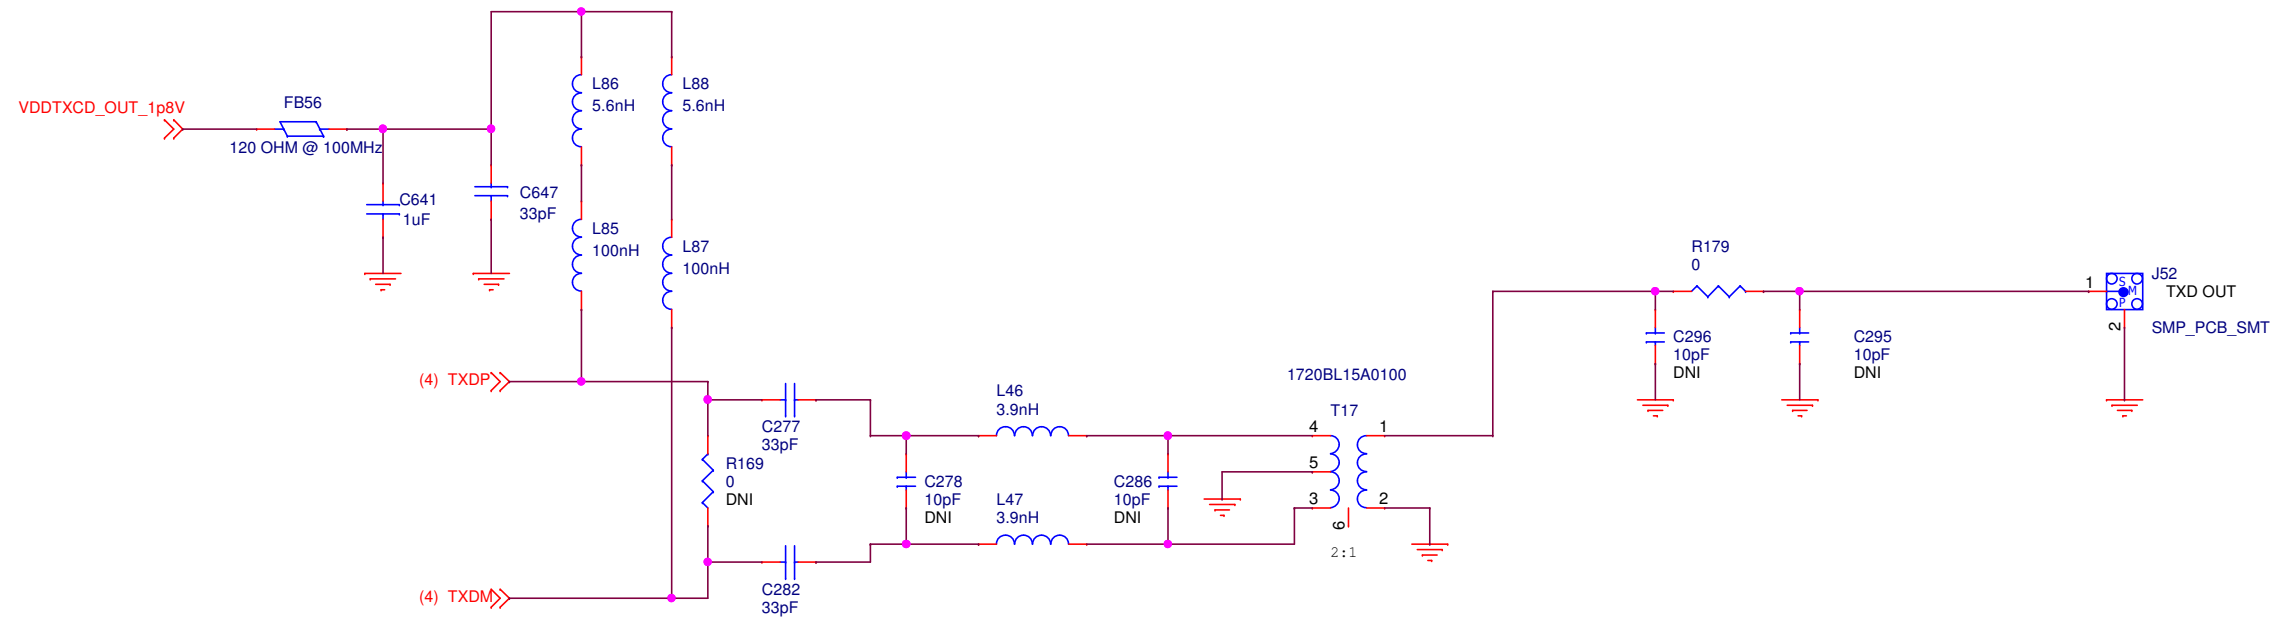 VDDTXCD_OUT_1p8V
FB56
120 OHM @ 100MHz
C641
1uF
C647
33pF
L86
5.6nH
L88
5.6nH
L85
100nH
L87
100nH
(4) TXDP
(4) TXDM
R169
0
DNI
C277
33pF
C282
33pF
C278
10pF
DNI
L46
3.9nH
L47
3.9nH
C286
10pF
DNI
1720BL15A0100
T17
4
5
3
6
1
2
2:1
R179
0
C296
10pF
DNI
C295
10pF
DNI
1
2
S
M
P
J52
TXD OUT
SMP_PCB_SMT